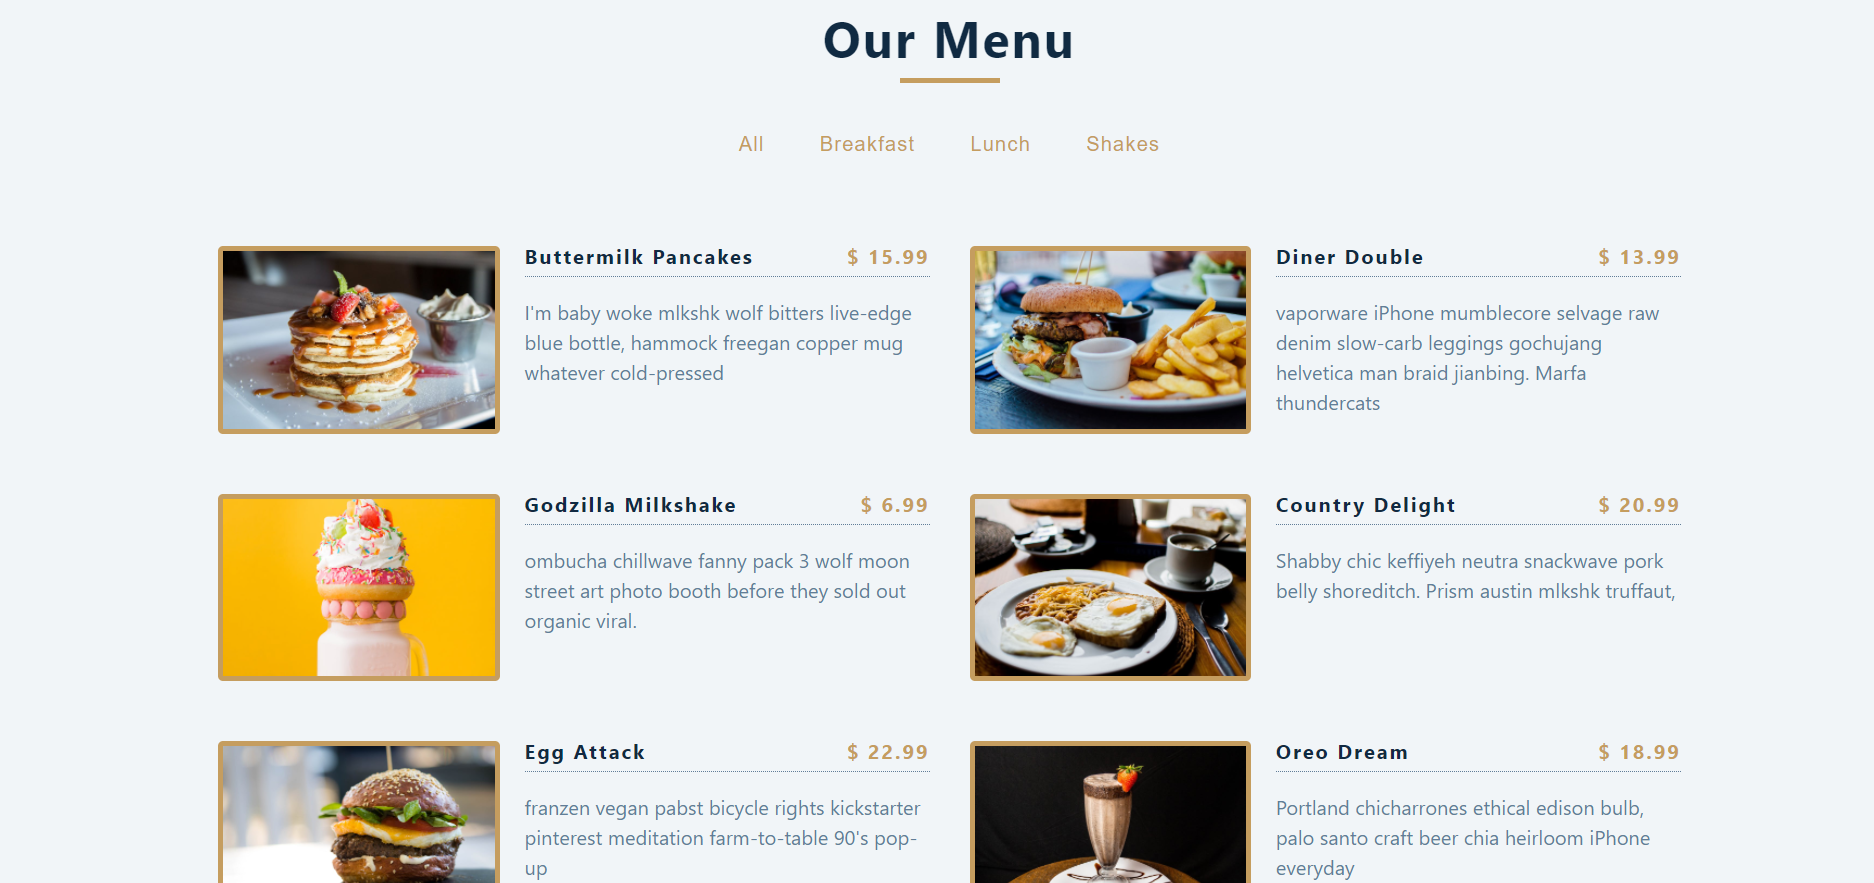 Our Menu
All Breakfast Lunch Shakes
Buttermilk Pancakes $ 15.99
I'm baby woke mlkshk wolf bitters live-edge
blue bottle, hammock freegan copper mug
whatever cold-pressed
Diner Double $ 13.99
vaporware iPhone mumblecore selvage raw
denim slow-carb leggings gochujang
helvetica man braid jianbing. Marfa
thundercats
Godzilla Milkshake $ 6.99
ombucha chillwave fanny pack 3 wolf moon
street art photo booth before they sold out
organic viral.
Country Delight $ 20.99
Shabby chic keffiyeh neutra snackwave pork
belly shoreditch. Prism austin mlkshk truffaut,
Egg Attack $ 22.99
franzen vegan pabst bicycle rights kickstarter
pinterest meditation farm-to-table 90's pop-
up
Oreo Dream $ 18.99
Portland chicharrones ethical edison bulb,
palo santo craft beer chia heirloom iPhone
everyday